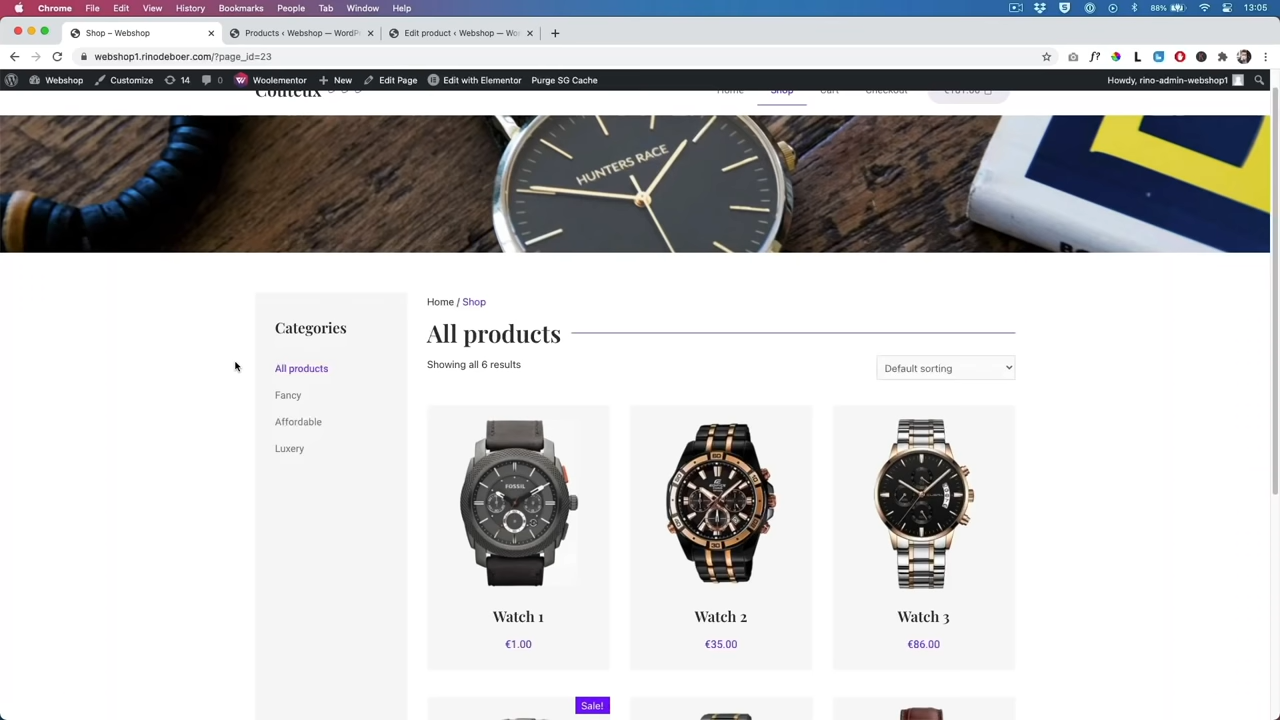 Chrome File Edit View History Bookmarks People Tab Window Help 88% 13:05
Shop – Webshop Products ‹ Webshop — WordP Edit product ‹ Webshop — Wo
webshop1.rinodeboer.com/?page_id=23
Webshop Customize 14 0 Woolementor New Edit Page Edit with Elementor Purge SG Cache Howdy, rino-admin-webshop1
Couteux Home Shop Cart Checkout
HUNTERS RACE
Home / Shop
Categories
All products
Showing all 6 results
Default sorting
All products
Fancy
Affordable
Luxery
FOSSIL
Watch 1
Watch 2
Watch 3
€1.00
€35.00
€86.00
Sale!